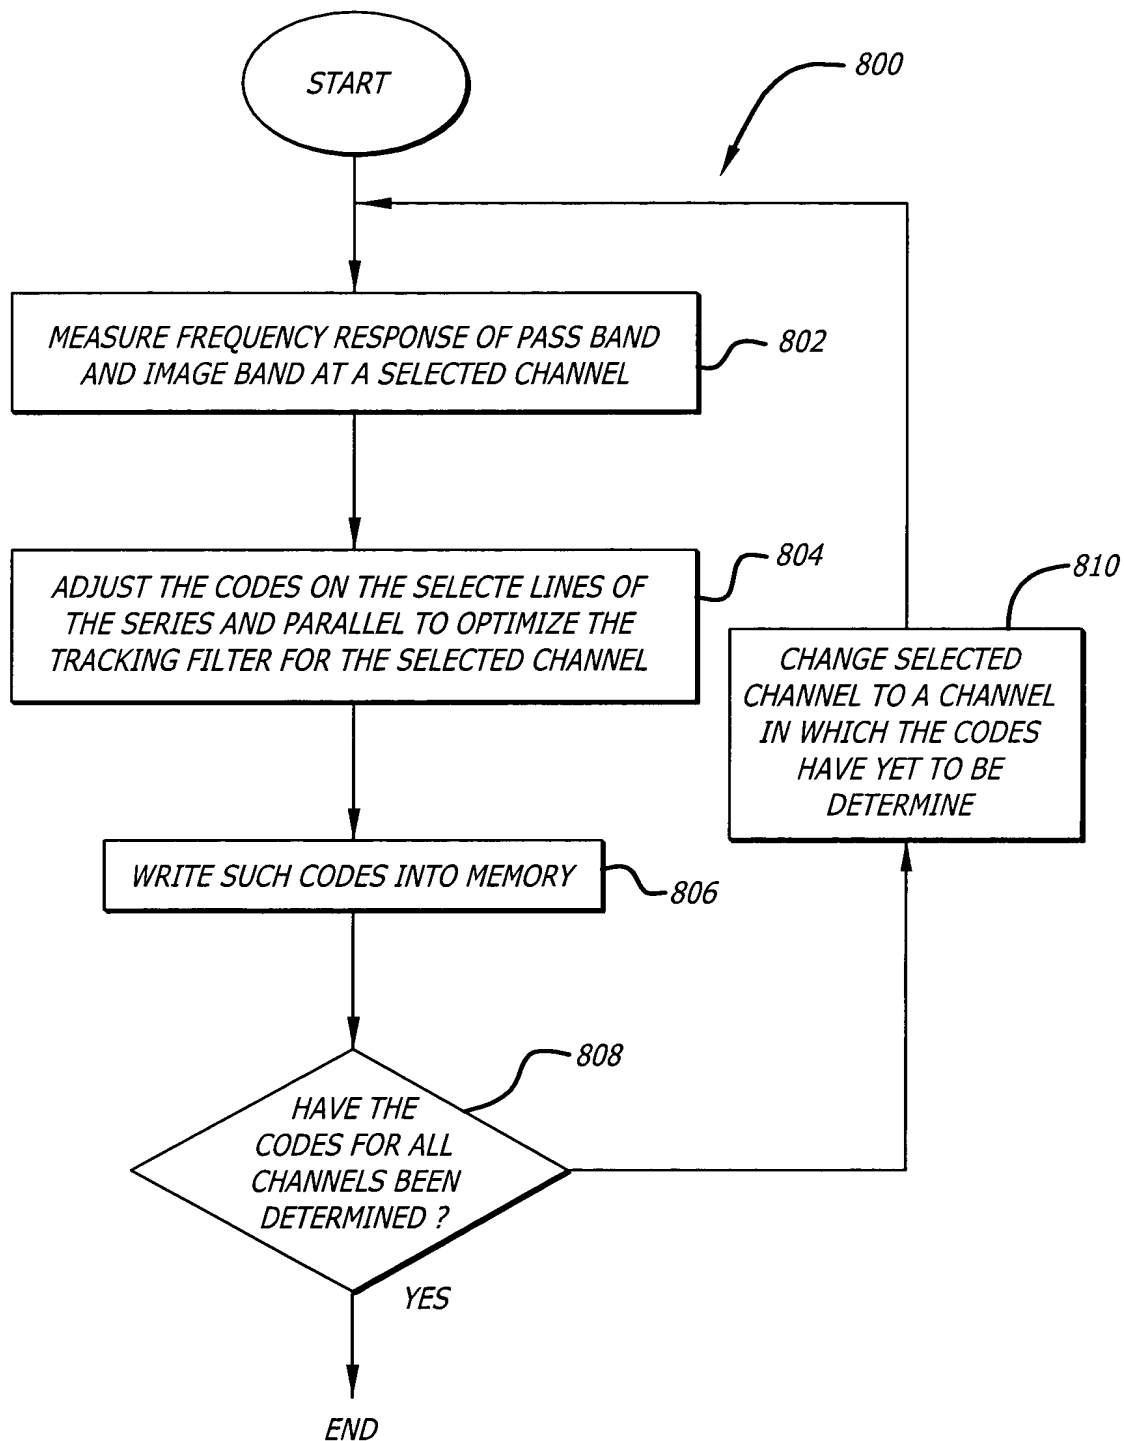 START
800
MEASURE FREQUENCY RESPONSE OF PASS BAND
AND IMAGE BAND AT A SELECTED CHANNEL
802
ADJUST THE CODES ON THE SELECTE LINES OF
THE SERIES AND PARALLEL TO OPTIMIZE THE
TRACKING FILTER FOR THE SELECTED CHANNEL
804
810
CHANGE SELECTED
CHANNEL TO A CHANNEL
IN WHICH THE CODES
HAVE YET TO BE
DETERMINE
WRITE SUCH CODES INTO MEMORY
806
808
HAVE THE
CODES FOR ALL
CHANNELS BEEN
DETERMINED ?
YES
END